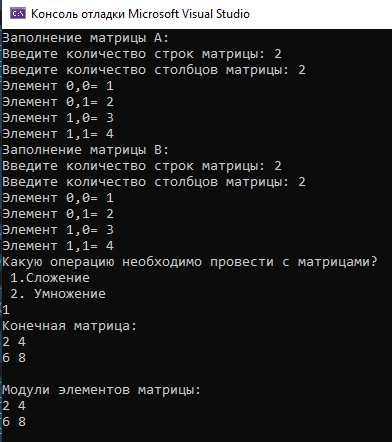 Консоль отладки Microsoft Visual Studio
Заполнение матрицы А:
Введите количество строк матрицы: 2
Введите количество столбцов матрицы: 2
Элемент 0,0= 1
Элемент 0,1= 2
Элемент 1,0= 3
Элемент 1,1= 4
Заполнение матрицы В:
Введите количество строк матрицы: 2
Введите количество столбцов матрицы: 2
Элемент 0,0= 1
Элемент 0,1= 2
Элемент 1,0= 3
Элемент 1,1= 4
Какую операцию необходимо провести с матрицами?
1.Сложение
2. Умножение
1
Конечная матрица:
2 4
6 8
Модули элементов матрицы:
2 4
6 8